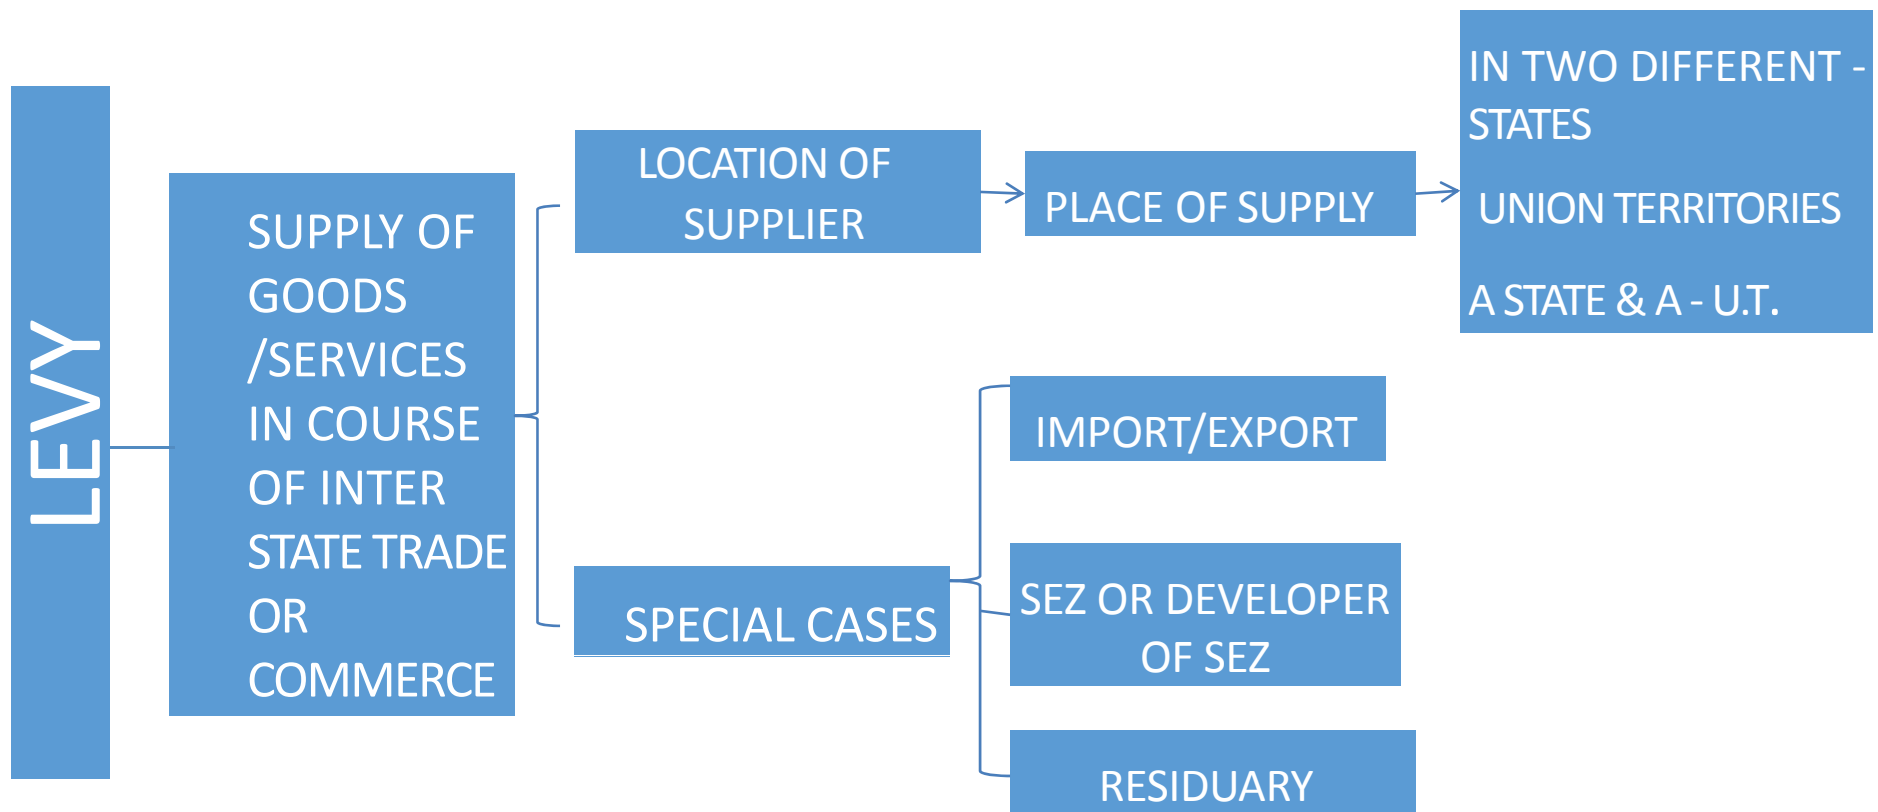 LEVY
SUPPLY OF
GOODS
/SERVICES
IN COURSE
OF INTER
STATE TRADE
OR
COMMERCE
LOCATION OF
SUPPLIER
PLACE OF SUPPLY
IN TWO DIFFERENT -
STATES
UNION TERRITORIES
A STATE & A - U.T.
SPECIAL CASES
IMPORT/EXPORT
SEZ OR DEVELOPER
OF SEZ
RESIDUARY